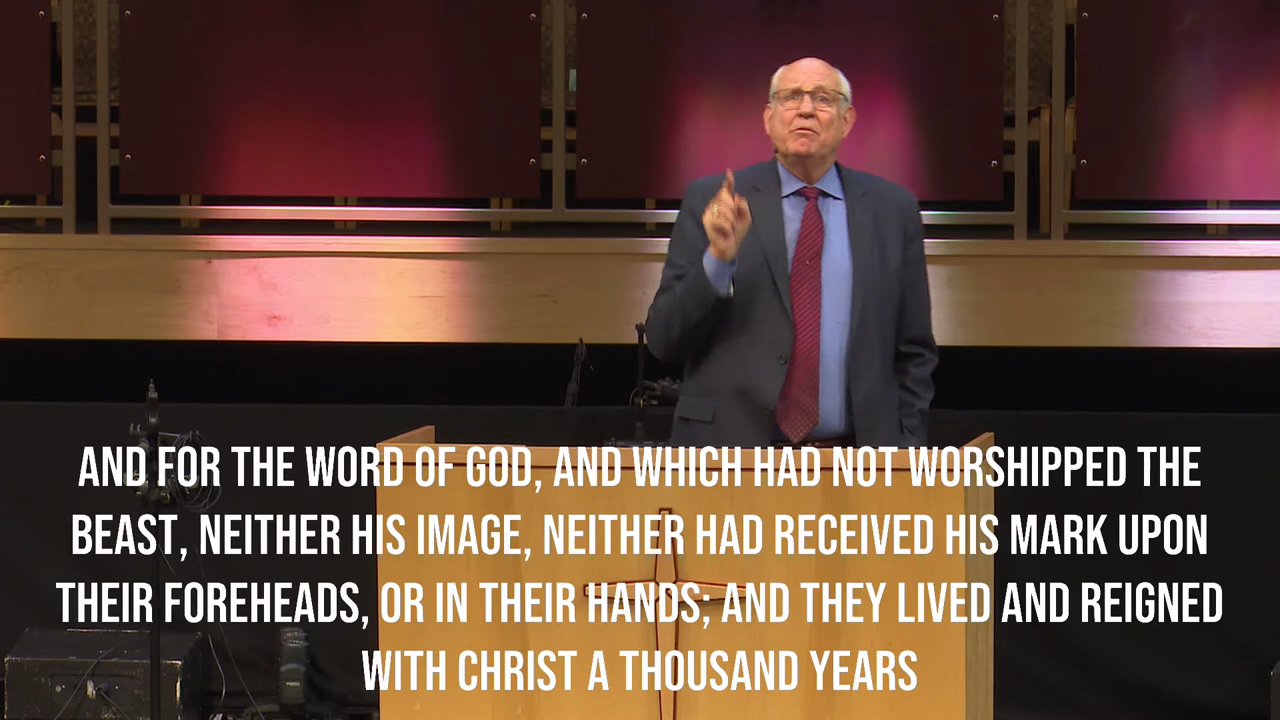 AND FOR THE WORD OF GOD, AND WHICH HAD NOT WORSHIPPED THE
BEAST, NEITHER HIS IMAGE, NEITHER HAD RECEIVED HIS MARK UPON
THEIR FOREHEADS, OR IN THEIR HANDS; AND THEY LIVED AND REIGNED
WITH CHRIST A THOUSAND YEARS